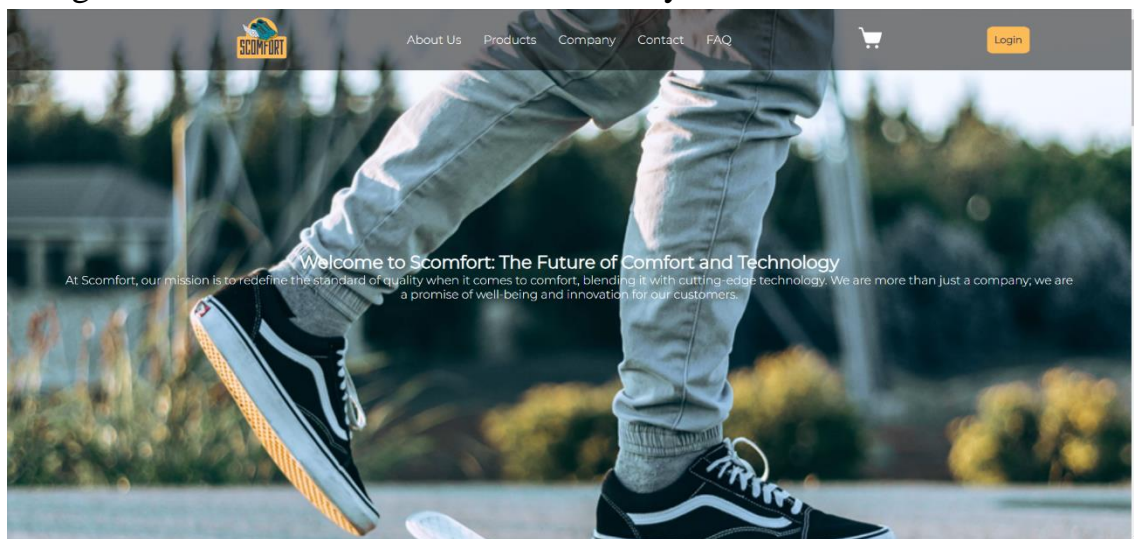 SCOMFORT
About Us Products Company Contact FAQ
Login
Welcome to Scomfort: The Future of Comfort and Technology
At Scomfort, our mission is to redefine the standard of quality when it comes to comfort, blending it with cutting-edge technology. We are more than just a company; we are
a promise of well-being and innovation for our customers.